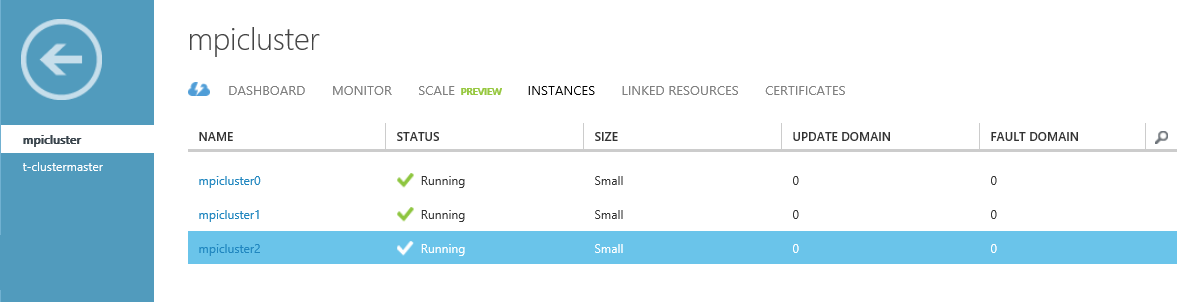 mpicluster
DASHBOARD MONITOR SCALE PREVIEW INSTANCES LINKED RESOURCES CERTIFICATES
mpicluster
t-clustermaster
NAME STATUS SIZE UPDATE DOMAIN FAULT DOMAIN
mpicluster0 Running Small 0 0
mpicluster1 Running Small 0 0
mpicluster2 Running Small 0 0